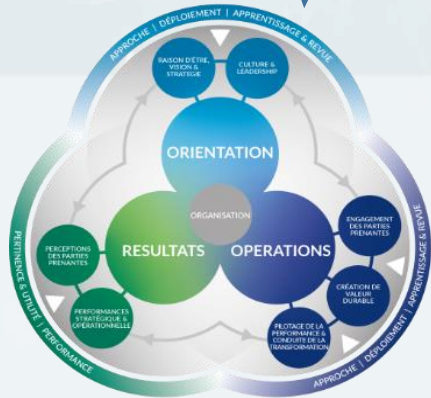 APPROCHE | DÉPLOIEMENT | APPRENTISSAGE & REVUE
RAISON D'ÊTRE,
VISION &
STRATEGIE
CULTURE &
LEADERSHIP
ORIENTATION
ORGANISATION
RESULTATS
OPERATIONS
PERCEPTIONS
DES PARTIES
PRENANTES
PERFORMANCES
STRATÉGIQUE &
OPÉRATIONNELLE
ENGAGEMENT
DES PARTIES
PRENANTES
CRÉATION DE
VALEUR
DURABLE
PILOTAGE DE LA
PERFORMANCE &
CONDUITE DE LA
TRANSFORMATION
PERTINENCE & UTILITÉ | PERFORMANCE
APPROCHE | DÉPLOIEMENT | APPRENTISSAGE & REVUE